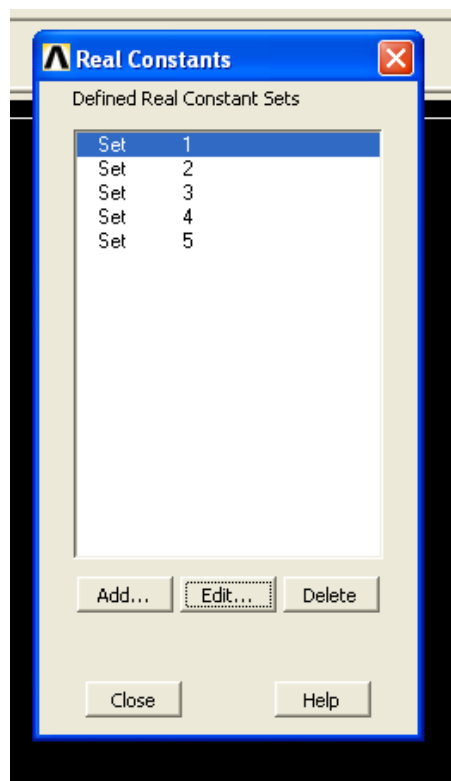 Real Constants
Defined Real Constant Sets
Set 1
Set 2
Set 3
Set 4
Set 5
Add... Edit... Delete
Close Help